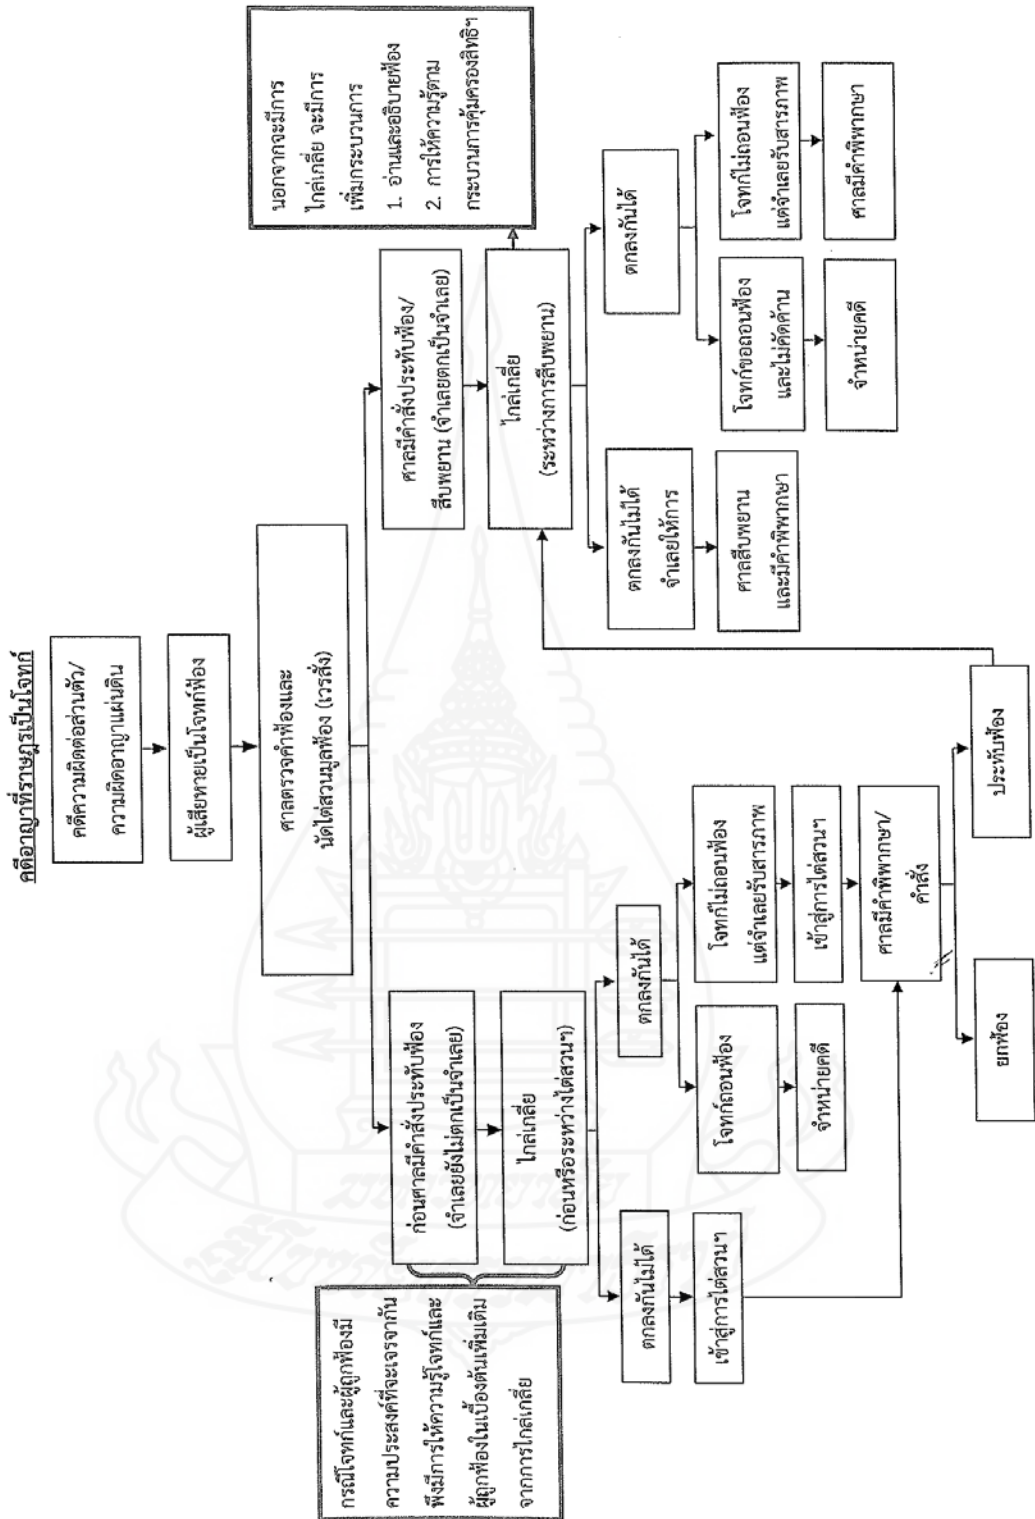 คดีอาญาที่ราษฎรเป็นโจทก์
คดีความผิดต่อส่วนตัว/
ความผิดอาญาแผ่นดิน
ผู้เสียหายเป็นโจทก์ฟ้อง
ศาลตรวจคำฟ้องและ
นัดไต่สวนมูลฟ้อง (เวรสั่ง)
กรณีโจทก์และผู้ถูกฟ้องมี
ความประสงค์ที่จะเจรจากัน
พึงมีการให้ความรู้โจทก์และ
ผู้ถูกฟ้องในเบื้องต้นเพิ่มเติม
จากการไกล่เกลี่ย
ก่อนศาลมีคำสั่งประทับฟ้อง
(จำเลยยังไม่ตกเป็นจำเลย)
ไกล่เกลี่ย
(ก่อนหรือระหว่างไต่สวนฯ)
ตกลงกันไม่ได้
เข้าสู่การไต่สวนฯ
ตกลงกันได้
โจทก์ถอนฟ้อง
จำหน่ายคดี
โจทก์ไม่ถอนฟ้อง
แต่จำเลยรับสารภาพ
เข้าสู่การไต่สวนฯ
ศาลมีคำพิพากษา/
คำสั่ง
ยกฟ้อง
ประทับฟ้อง
ศาลมีคำสั่งประทับฟ้อง/
สืบพยาน (จำเลยตกเป็นจำเลย)
ไกล่เกลี่ย
(ระหว่างการสืบพยาน)
นอกจากจะมีการ
ไกล่เกลี่ย จะมีการ
เพิ่มกระบวนการ
1. อ่านและอธิบายฟ้อง
2. การให้ความรู้ตาม
กระบวนการคุ้มครองสิทธิฯ
ตกลงกันไม่ได้
จำเลยให้การ
ศาลสืบพยาน
และมีคำพิพากษา
ตกลงกันได้
โจทก์ขอถอนฟ้อง
และไม่คัดค้าน
จำหน่ายคดี
โจทก์ไม่ถอนฟ้อง
แต่จำเลยรับสารภาพ
ศาลมีคำพิพากษา
มหาวิทยาลัย
สุโขทัยธรรมาธิราช